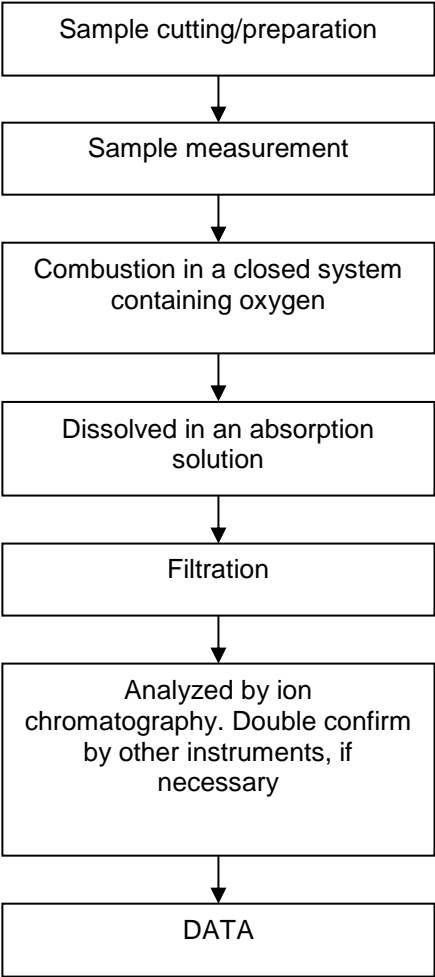 Sample cutting/preparation
Sample measurement
Combustion in a closed system
containing oxygen
Dissolved in an absorption
solution
Filtration
Analyzed by ion
chromatography. Double confirm
by other instruments, if
necessary
DATA